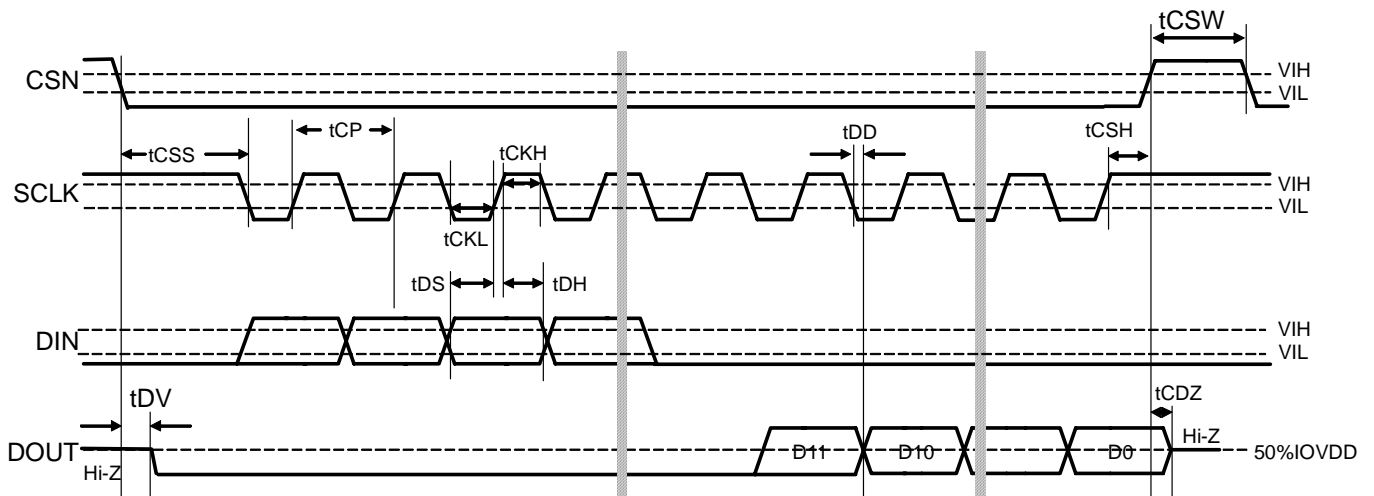 tCSW
CSN
VIH
VIL
tCSS
tCP
tCKH
tDD
tCSH
SCLK
VIH
VIL
tCKL
tDS
tDH
DIN
VIH
VIL
tDV
tCDZ
DOUT
Hi-Z
D11
D10
D0
Hi-Z
50%IOVDD